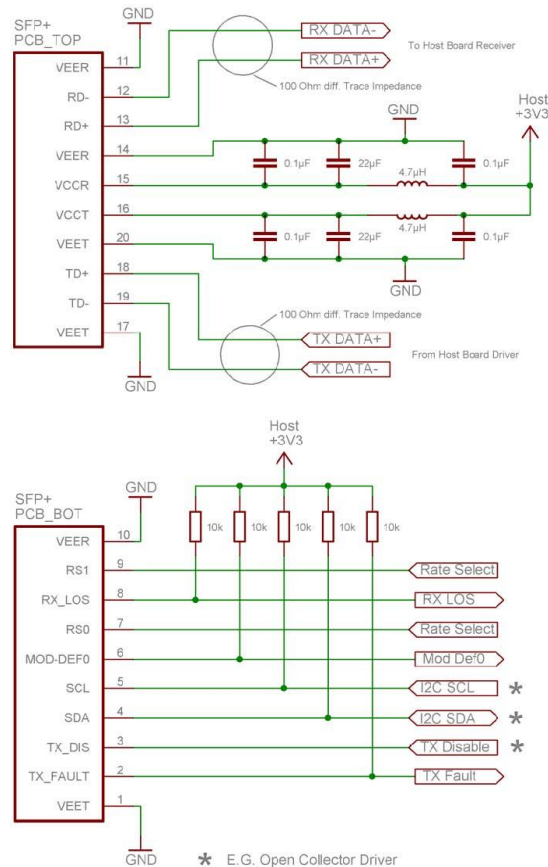 SFP+
PCB_TOP
GND
VEER 11
RD- 12
RD+ 13
VEER 14
VCCR 15
VCCT 16
VEET 20
TD+ 18
TD- 19
VEET 17
GND
RX DATA-
RX DATA+
To Host Board Receiver
100 Ohm diff. Trace Impedance
GND
Host
+3V3
0.1µF 22µF 4.7µH 0.1µF
0.1µF 22µF 4.7µH 0.1µF
GND
100 Ohm diff. Trace Impedance
TX DATA+
TX DATA-
From Host Board Driver
Host
+3V3
10k 10k 10k 10k 10k
SFP+
PCB_BOT
GND
VEER 10
RS1 9 Rate Select
RX_LOS 8 RX LOS
RS0 7 Rate Select
MOD-DEF0 6 Mod Def0
SCL 5 I2C SCL *
SDA 4 I2C SDA *
TX_DIS 3 TX Disable *
TX_FAULT 2 TX Fault
VEET 1
GND
* E.G. Open Collector Driver